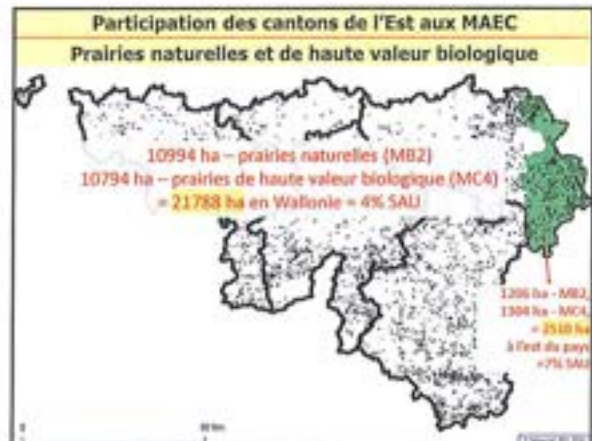 Participation des cantons de l'Est aux MAEC
Prairies naturelles et de haute valeur biologique
10994 ha – prairies naturelles (MB2)
10794 ha – prairies de haute valeur biologique (MC4)
= 21788 ha en Wallonie = 4% SAU
1206 ha - MB2,
1304 ha - MC4,
= 2510 ha
à l'est du pays
=7% SAU
0